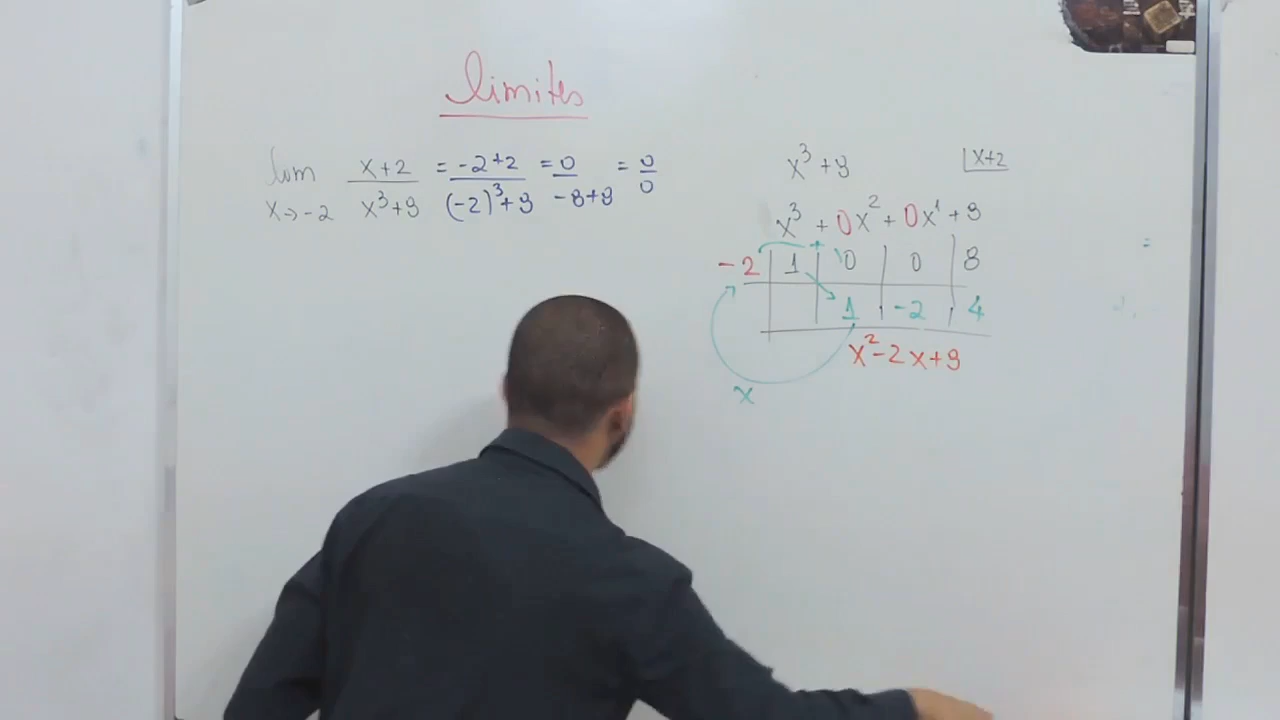 limites
lim x+2 = -2+2 = 0 = 0
x→-2 x³+8 (-2)³+8 -8+8 0
x³+8 x+2
x³+0x²+0x¹+8
-2 1 0 0 8
1 -2 4
x²-2x+4
x